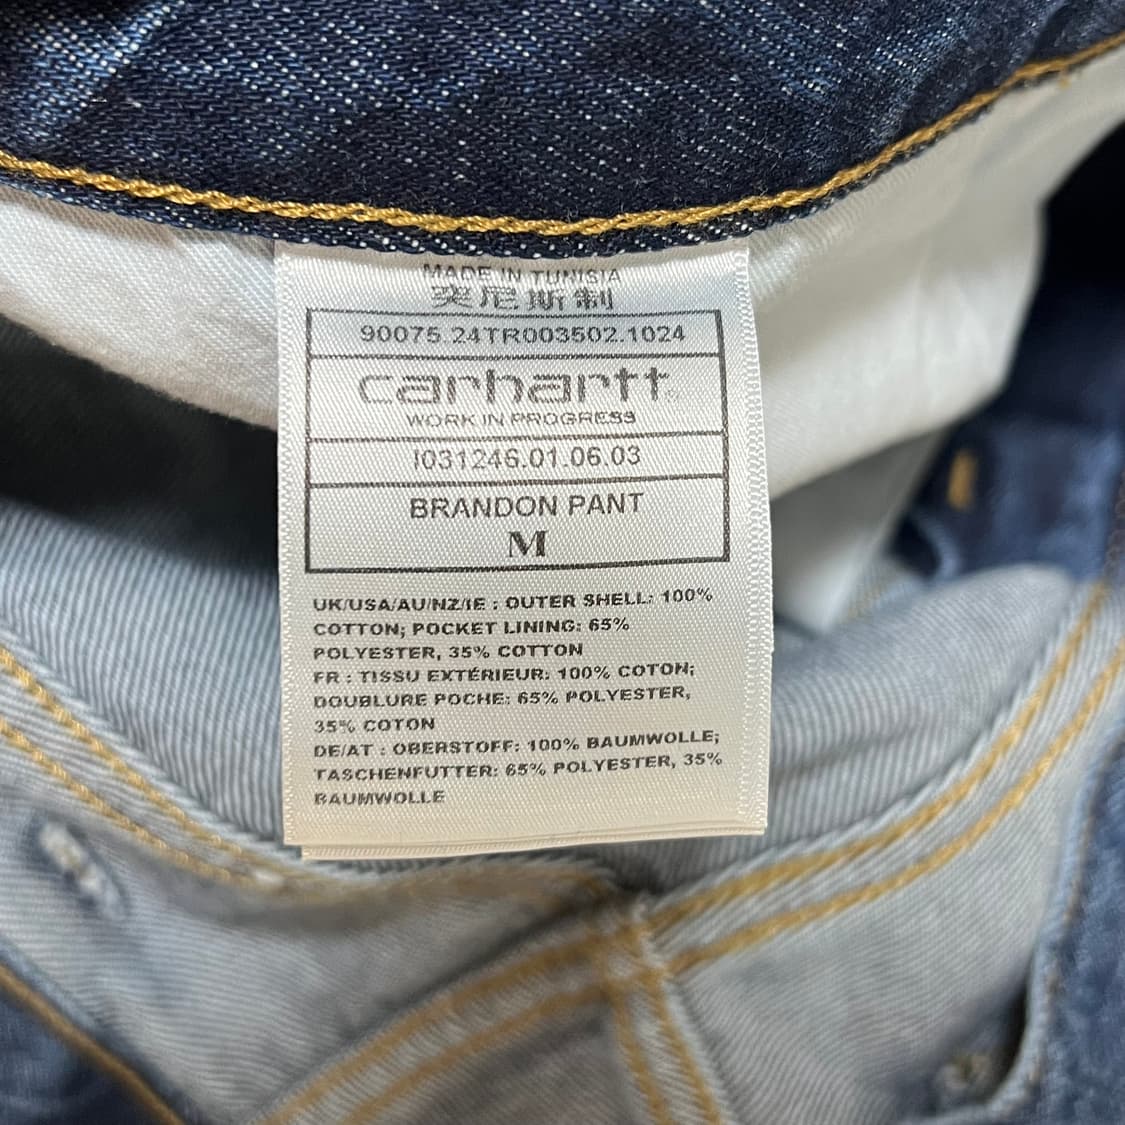 MADE IN TUNISIA
突尼斯制
90075.24TR003502.1024
carhartt®
WORK IN PROGRESS
I031246.01.06.03
BRANDON PANT
M
UK/USA/AU/NZ/IE : OUTER SHELL: 100%
COTTON; POCKET LINING: 65%
POLYESTER, 35% COTTON
FR : TISSU EXTÉRIEUR: 100% COTON;
DOUBLURE POCHE: 65% POLYESTER,
35% COTON
DE/AT : OBERSTOFF: 100% BAUMWOLLE;
TASCHENFUTTER: 65% POLYESTER, 35%
BAUMWOLLE